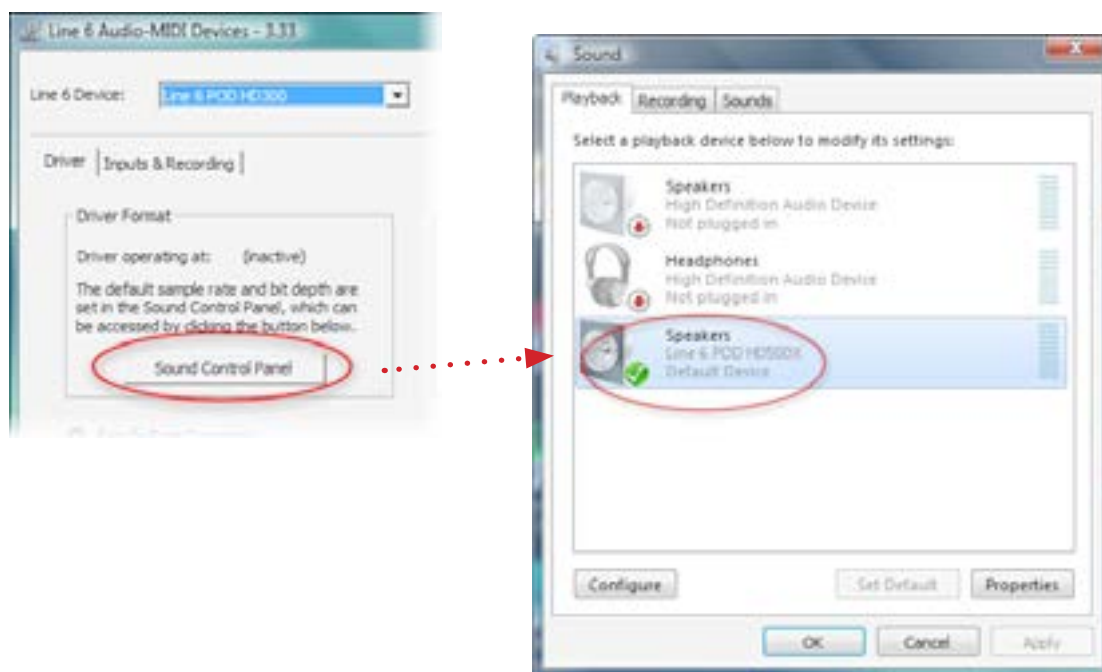 Line 6 Audio-MIDI Devices - 3.33
Line 6 Device:
Line 6 POD HD300
Driver
Inputs & Recording
Driver Format
Driver operating at: (inactive)
The default sample rate and bit depth are
set in the Sound Control Panel, which can
be accessed by clicking the button below.
Sound Control Panel
Sound
Playback
Recording
Sounds
Select a playback device below to modify its settings:
Speakers
High Definition Audio Device
Not plugged in
Headphones
High Definition Audio Device
Not plugged in
Speakers
Line 6 POD HD500X
Default Device
Configure
Set Default
Properties
OK
Cancel
Apply